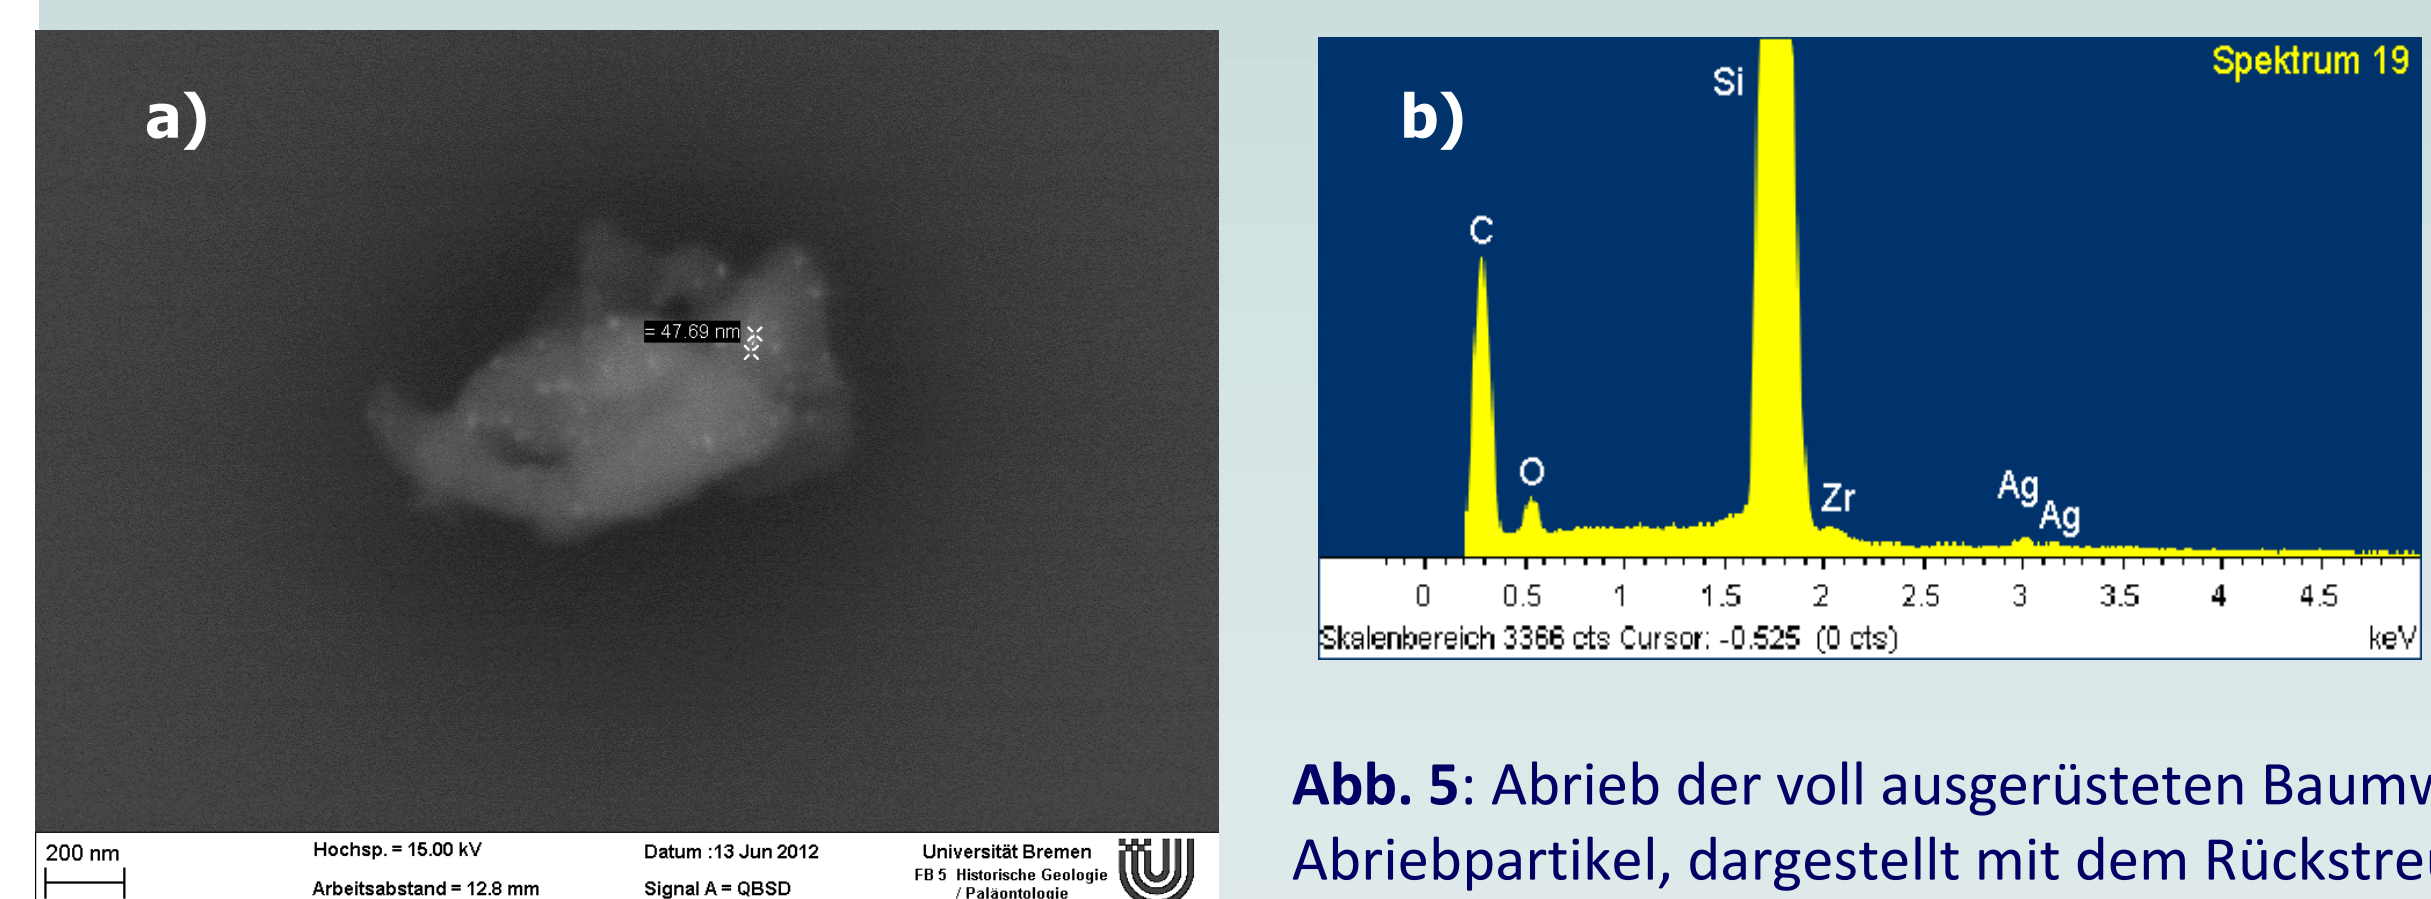 a)
= 47.69 nm
200 nm
Hochsp. = 15.00 kV
Arbeitsabstand = 12.8 mm
Datum :13 Jun 2012
Signal A = QBSD
Universität Bremen
FB 5 Historische Geologie
/ Paläontologie
b)
Spektrum 19
Si
C
O
Zr
Ag
Ag
0 0.5 1 1.5 2 2.5 3 3.5 4 4.5
Skalenbereich 3366 cts Cursor: -0.525 (0 cts) keV
Abb. 5: Abrieb der voll ausgerüsteten
Abriebpartikel, dargestellt mit dem